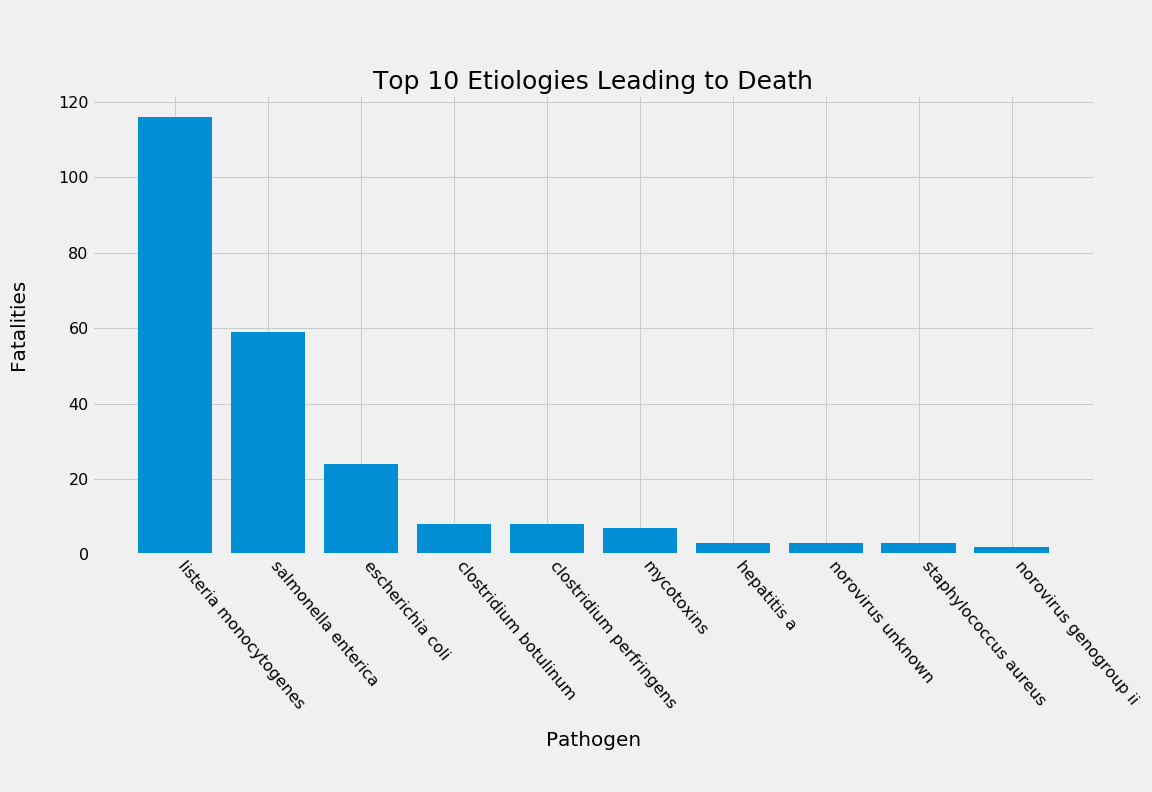 Top 10 Etiologies Leading to Death
120
100
80
60
40
20
0
Fatalities
listeria monocytogenes
salmonella enterica
escherichia coli
clostridium botulinum
clostridium perfringens
mycotoxins
hepatitis a
norovirus unknown
staphylococcus aureus
norovirus genogroup ii
Pathogen